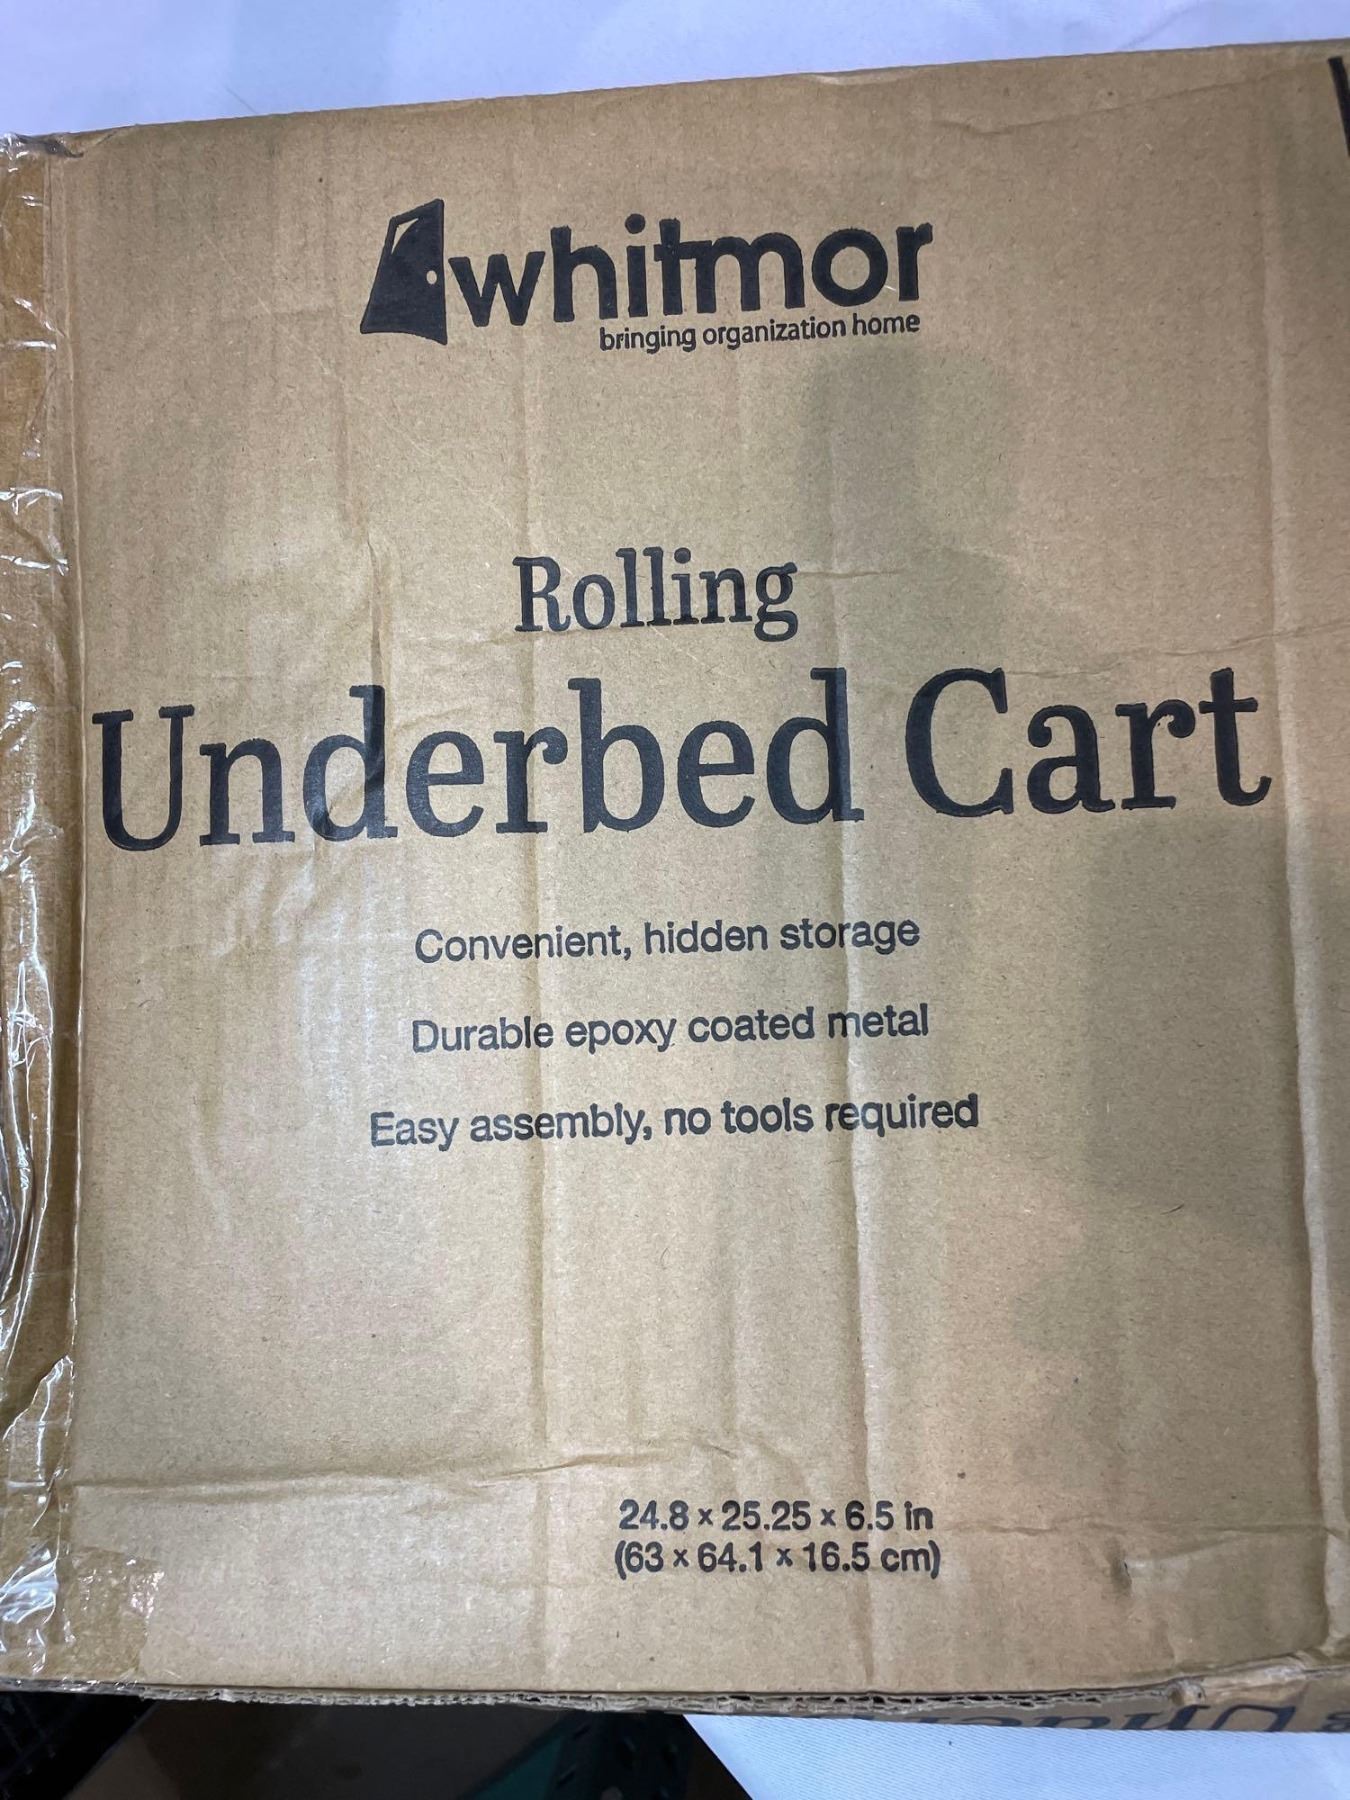 whitmor
bringing organization home
Rolling
Underbed Cart
Convenient, hidden storage
Durable epoxy coated metal
Easy assembly, no tools required
24.8 x 25.25 x 6.5 in
(63 x 64.1 x 16.5 cm)